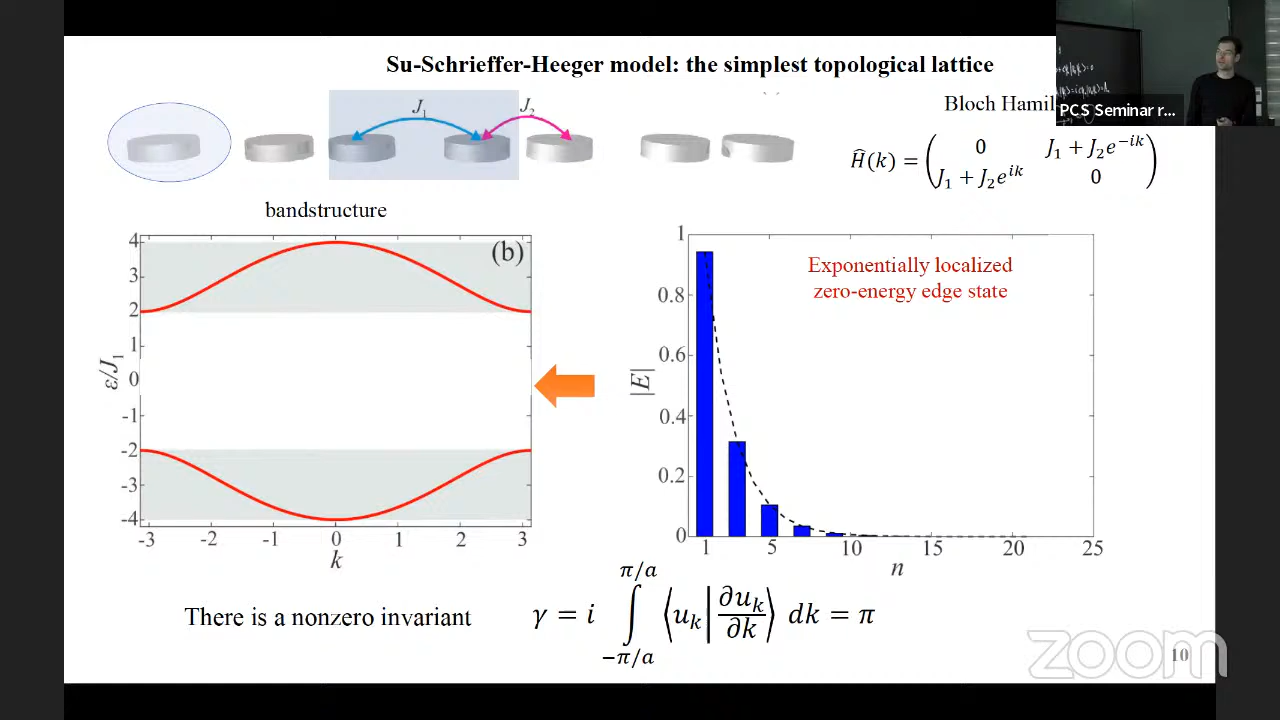 Su-Schrieffer-Heeger model: the simplest topological lattice
PCS Seminar r...
Bloch Hamil
J₁
J₂
Ĥ(k) = ( 0 J₁ + J₂e⁻ⁱᵏ
J₁ + J₂eⁱᵏ 0 )
bandstructure
(b)
ε/J₁
4
3
2
1
0
-1
-2
-3
-4
-3 -2 -1 0 1 2 3
k
Exponentially localized
zero-energy edge state
|E|
1
0.8
0.6
0.4
0.2
0
1 5 10 15 20 25
n
There is a nonzero invariant
γ = i ∫_{-π/a}^{π/a} ⟨u_k | ∂u_k/∂k⟩ dk = π
zoom
10